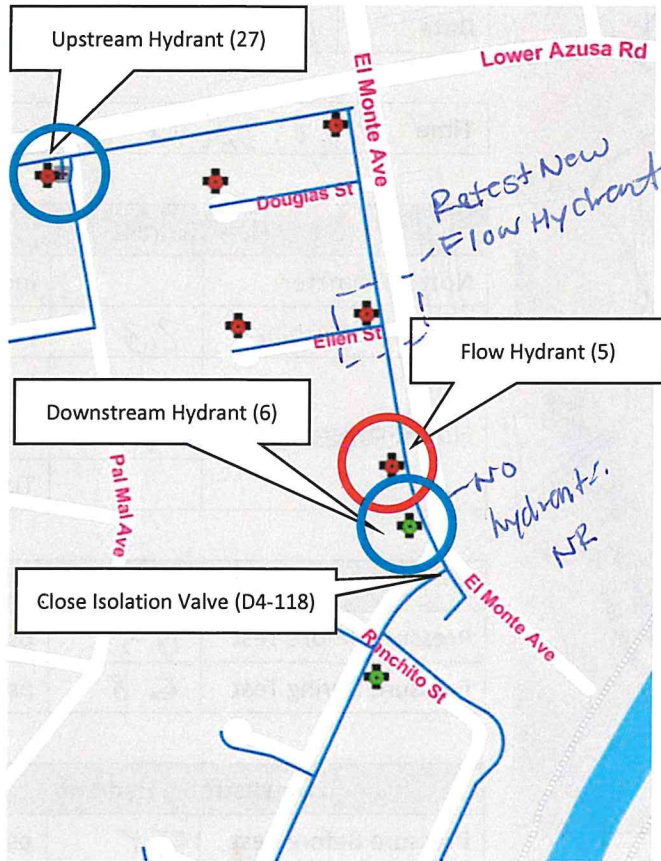 Upstream Hydrant (27)
Lower Azusa Rd
El Monte Ave
Retest New
Flow Hydrant
Douglas St
Ellen St
Flow Hydrant (5)
Downstream Hydrant (6)
NO
hydrants.
NR
Pal Mal Ave
Close Isolation Valve (D4-118)
El Monte Ave
Ranchito St